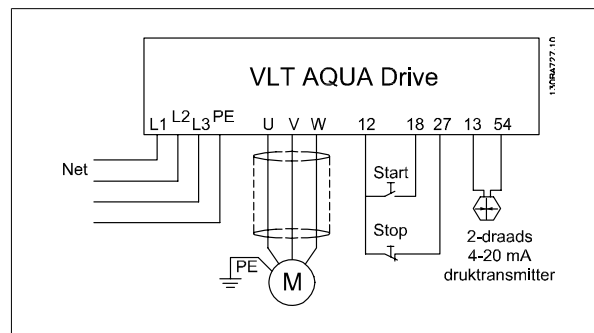 130BA727.10
VLT AQUA Drive
L1 L2 L3 PE U V W 12 18 27 13 54
Net
Start
Stop
2-draads
4-20 mA
druktransmitter
PE
M